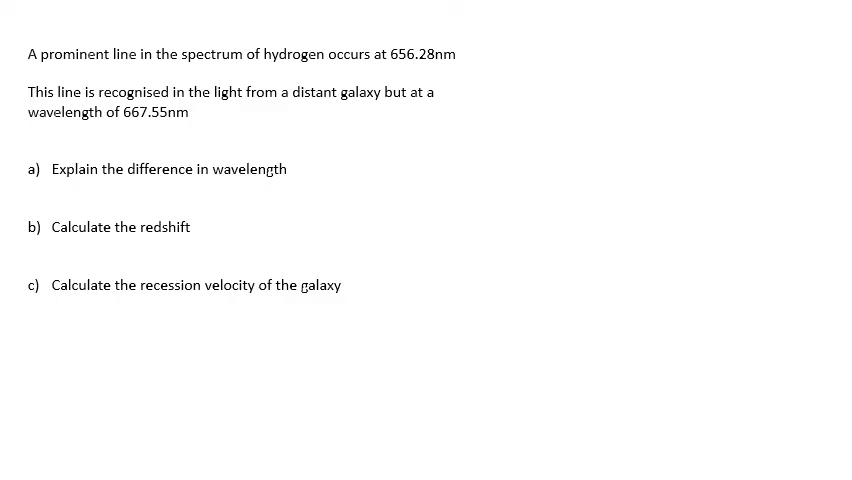 A prominent line in the spectrum of hydrogen occurs at 656.28nm
This line is recognised in the light from a distant galaxy but at a
wavelength of 667.55nm
a) Explain the difference in wavelength
b) Calculate the redshift
c) Calculate the recession velocity of the galaxy